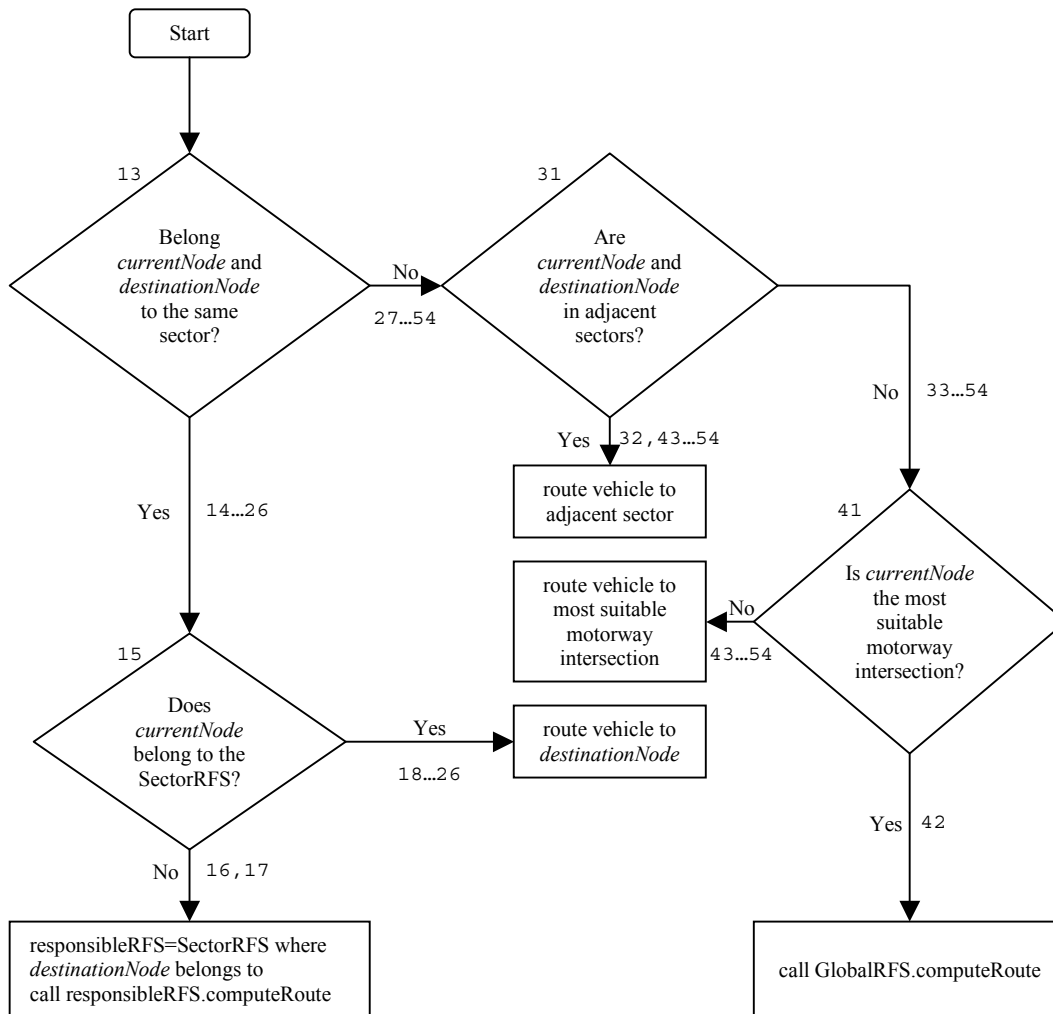 Start
13
Belong
currentNode and
destinationNode
to the same
sector?
No
27…54
31
Are
currentNode and
destinationNode
in adjacent
sectors?
No
33…54
Yes
32,43…54
route vehicle to
adjacent sector
Yes
14…26
41
Is currentNode
the most
suitable
motorway
intersection?
No
43…54
route vehicle to
most suitable
motorway
intersection
15
Does
currentNode
belong to the
SectorRFS?
Yes
18…26
route vehicle to
destinationNode
No
16,17
Yes
42
responsibleRFS=SectorRFS where
destinationNode belongs to
call responsibleRFS.computeRoute
call GlobalRFS.computeRoute